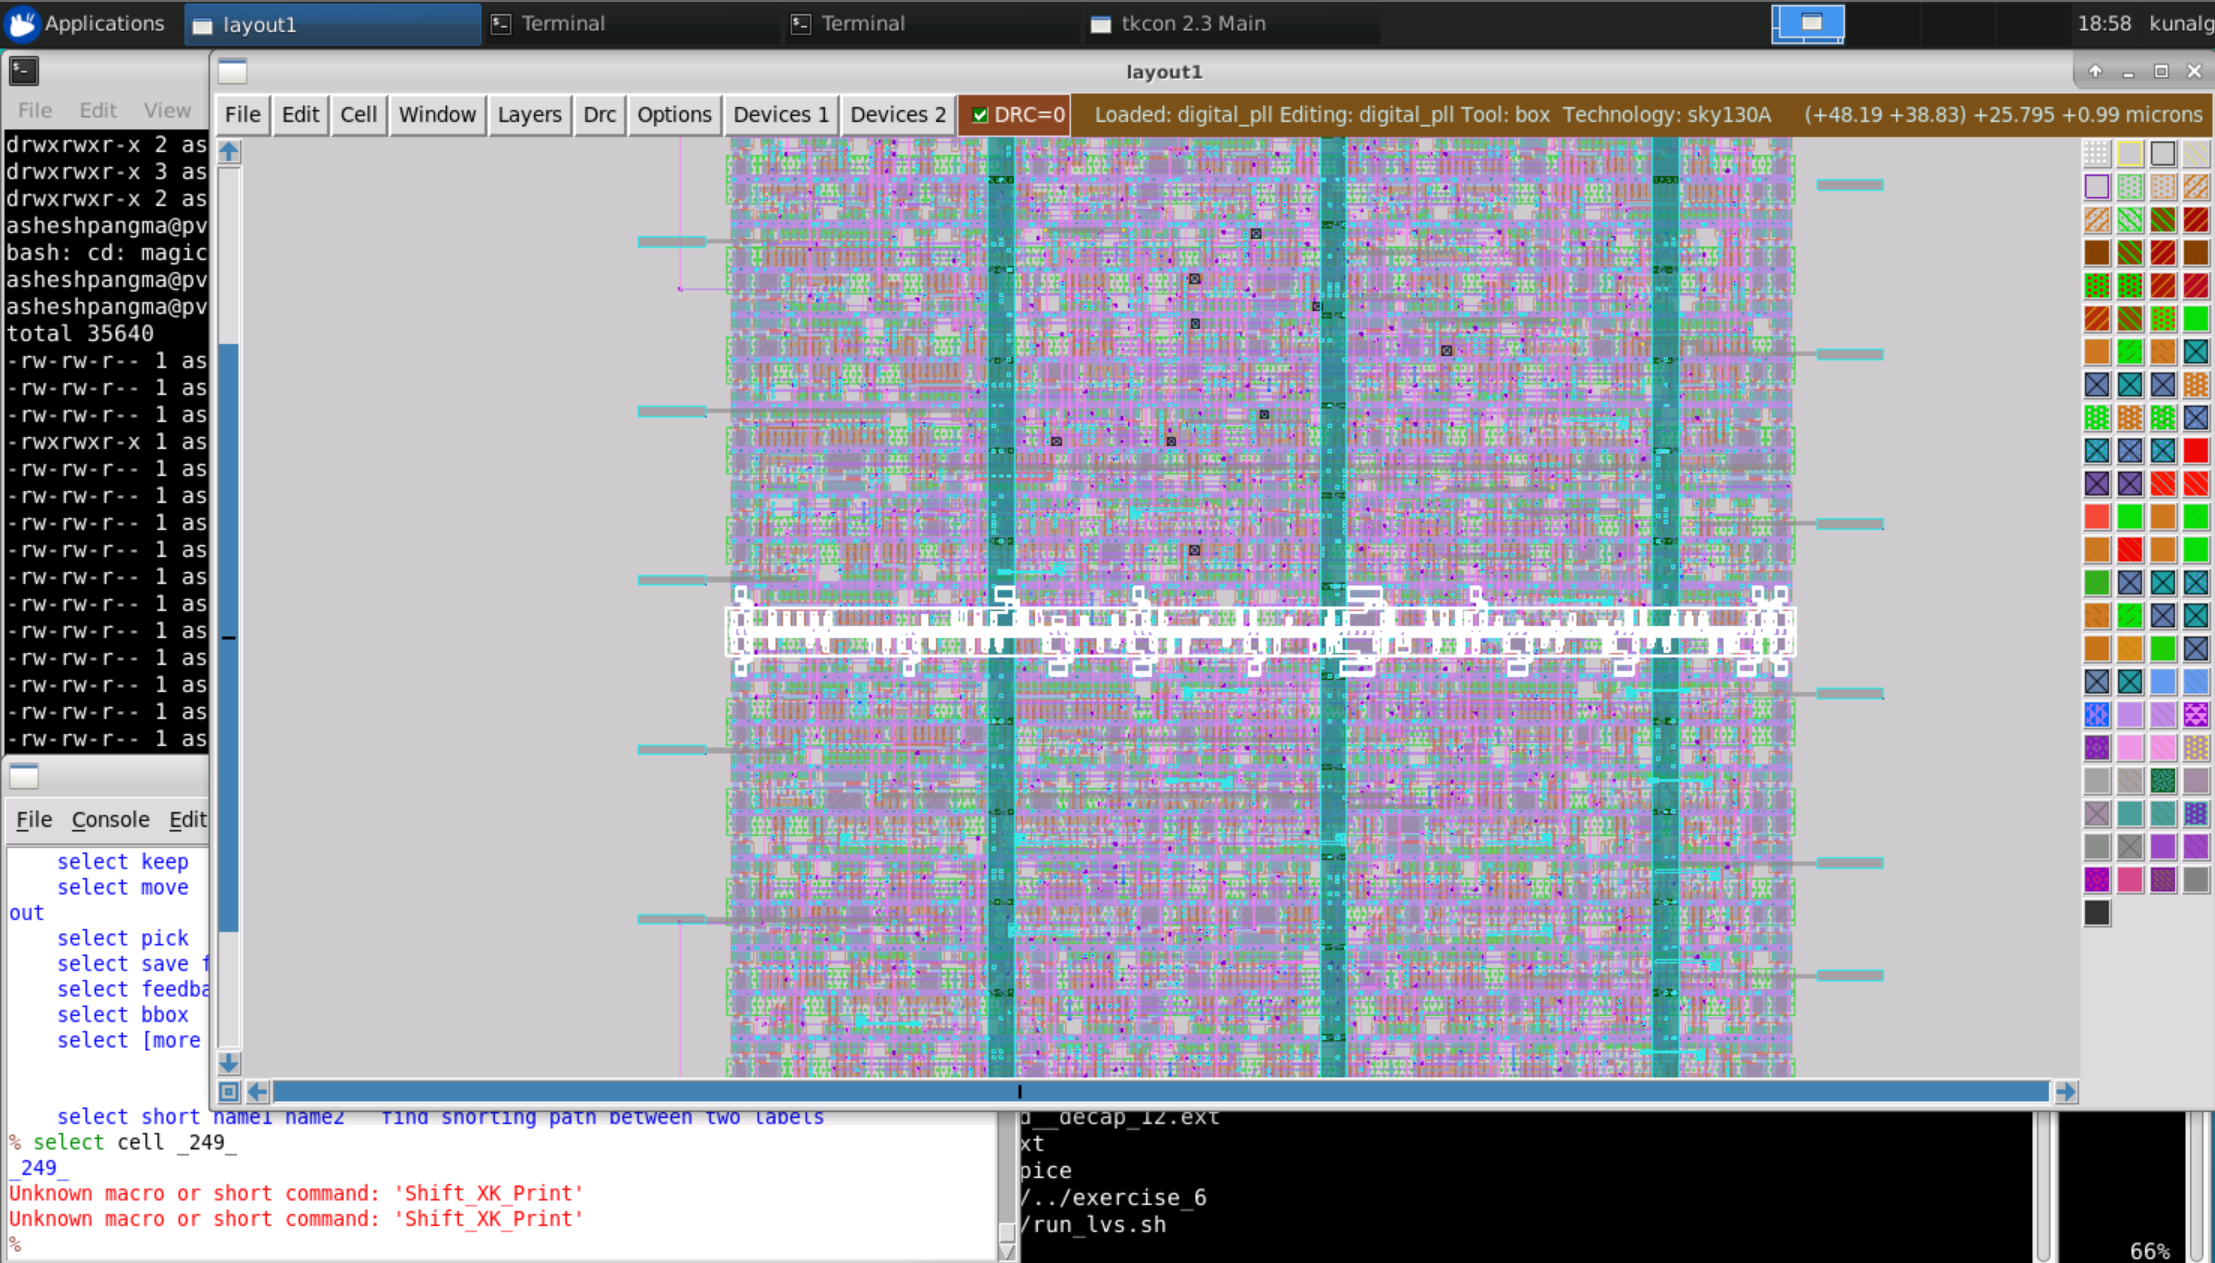 Applications layout1 Terminal Terminal tkcon 2.3 Main 18:58 kunalg
layout1
File Edit View
File Edit Cell Window Layers Drc Options Devices 1 Devices 2 DRC=0 Loaded: digital_pll Editing: digital_pll Tool: box Technology: sky130A (+48.19 +38.83) +25.795 +0.99 microns
drwxrwxr-x 2 as
drwxrwxr-x 3 as
drwxrwxr-x 2 as
asheshpangma@pv
bash: cd: magic
asheshpangma@pv
asheshpangma@pv
total 35640
-rw-rw-r-- 1 as
-rw-rw-r-- 1 as
-rw-rw-r-- 1 as
-rwxrwxr-x 1 as
-rw-rw-r-- 1 as
-rw-rw-r-- 1 as
-rw-rw-r-- 1 as
-rw-rw-r-- 1 as
-rw-rw-r-- 1 as
-rw-rw-r-- 1 as
-rw-rw-r-- 1 as
-rw-rw-r-- 1 as
-rw-rw-r-- 1 as
-rw-rw-r-- 1 as
-rw-rw-r-- 1 as
File Console Edit
select keep
select move
out
select pick
select save f
select feedba
select bbox
select [more
select short name1 name2 find shorting path between two labels
% select cell _249_
_249_
Unknown macro or short command: 'Shift_XK_Print'
Unknown macro or short command: 'Shift_XK_Print'
%
d__decap_12.ext
xt
pice
/../exercise_6
/run_lvs.sh
66%